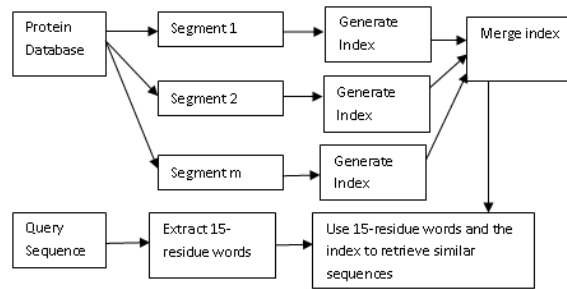 Protein
Database
Segment 1
Generate
Index
Merge index
Segment 2
Generate
Index
Segment m
Generate
Index
Query
Sequence
Extract 15-
residue words
Use 15-residue words and the
index to retrieve similar
sequences